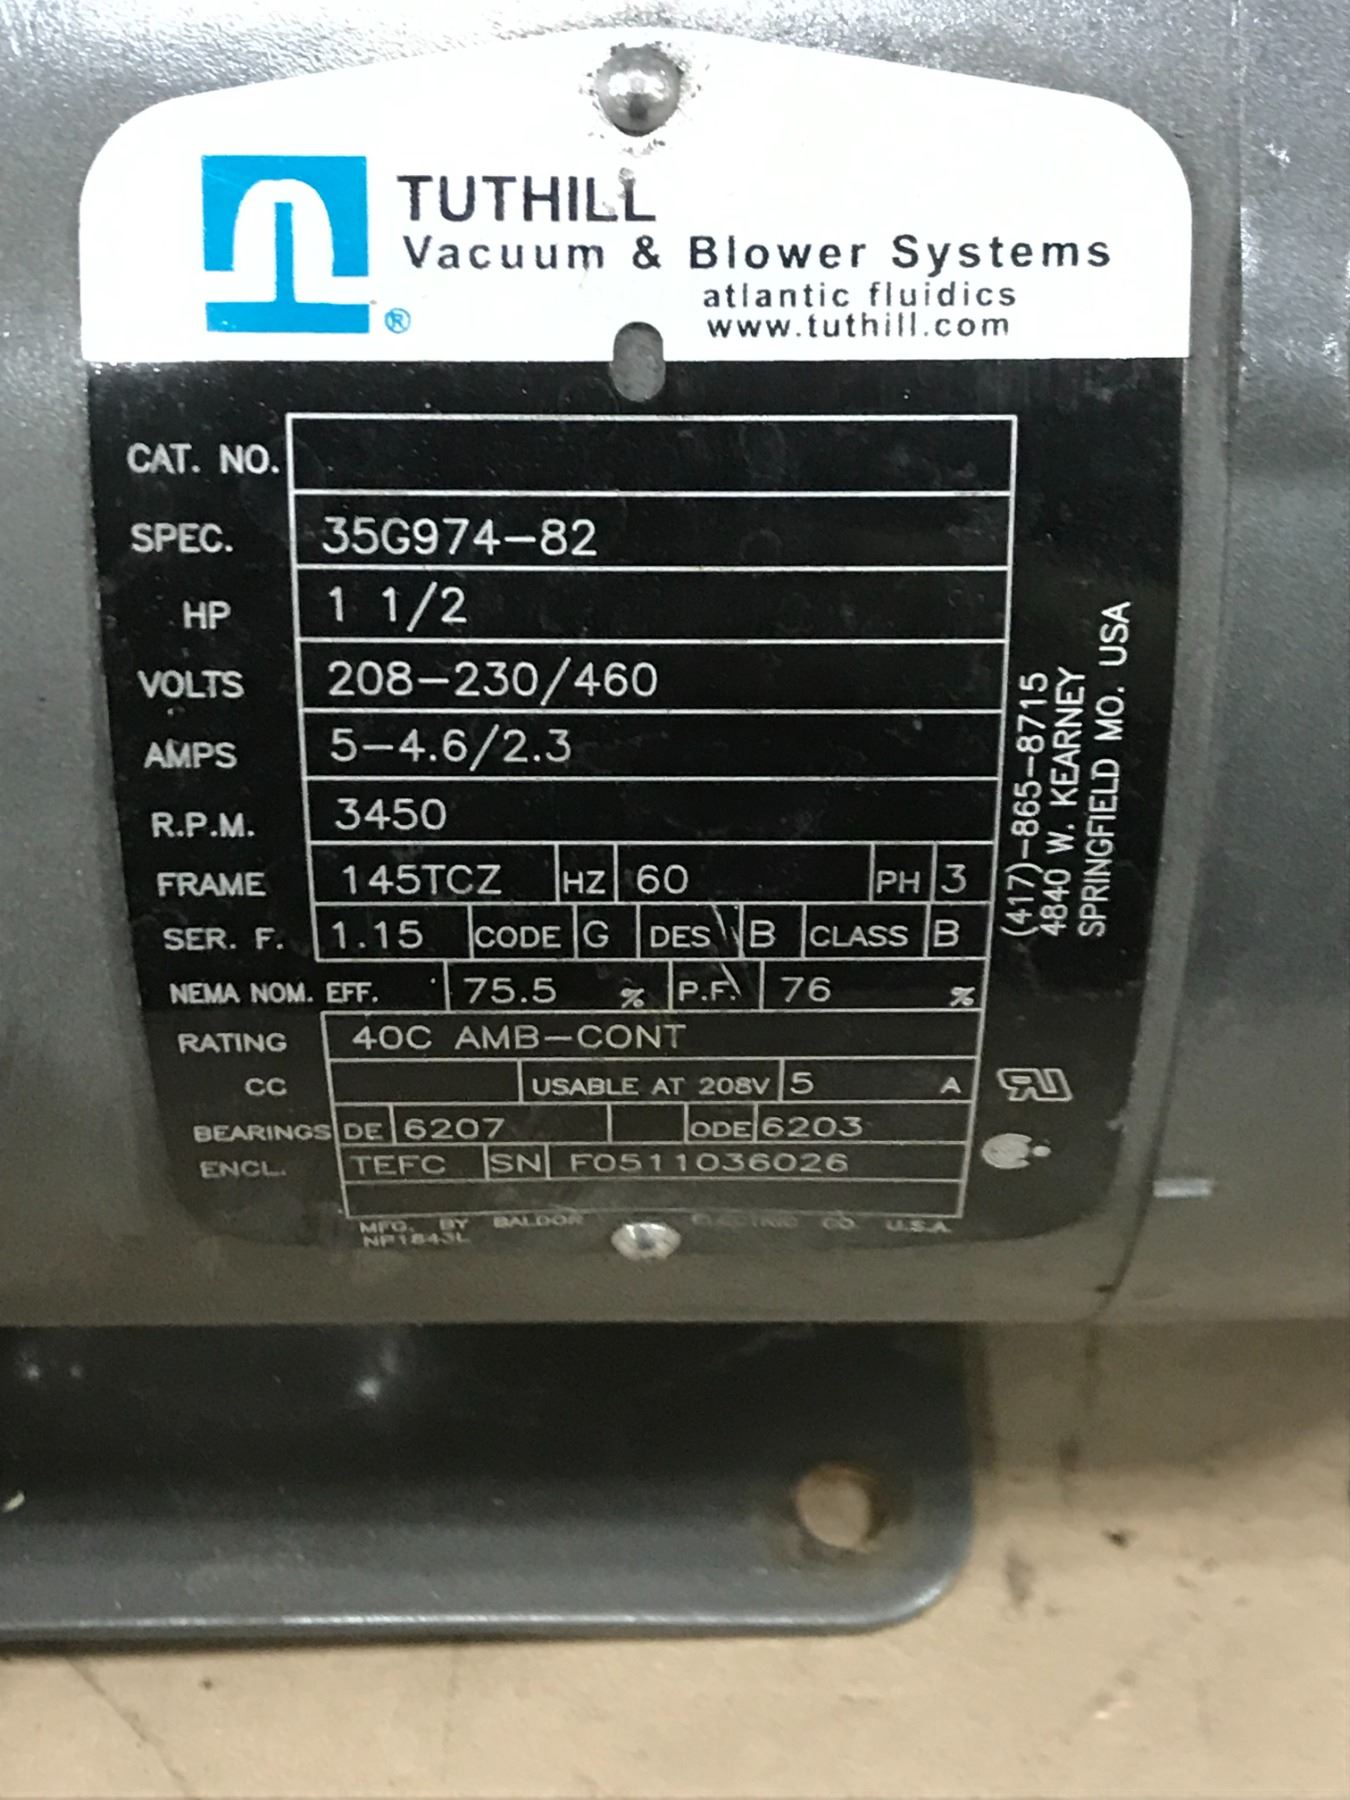 TUTHILL
Vacuum & Blower Systems
atlantic fluidics
www.tuthill.com
®
CAT. NO.
SPEC. 35G974-82
HP 1 1/2
VOLTS 208-230/460
AMPS 5-4.6/2.3
R.P.M. 3450
FRAME 145TCZ HZ 60 PH 3
SER. F. 1.15 CODE G DES B CLASS B
NEMA NOM. EFF. 75.5 % P.F. 76 %
RATING 40C AMB-CONT
CC USABLE AT 208V 5 A
BEARINGS DE 6207 ODE 6203
ENCL. TEFC SN F0511036026
MFG. BY BALDOR ELECTRIC CO. U.S.A.
NP1843L
(417)-865-8715
4840 W. KEARNEY
SPRINGFIELD MO. USA